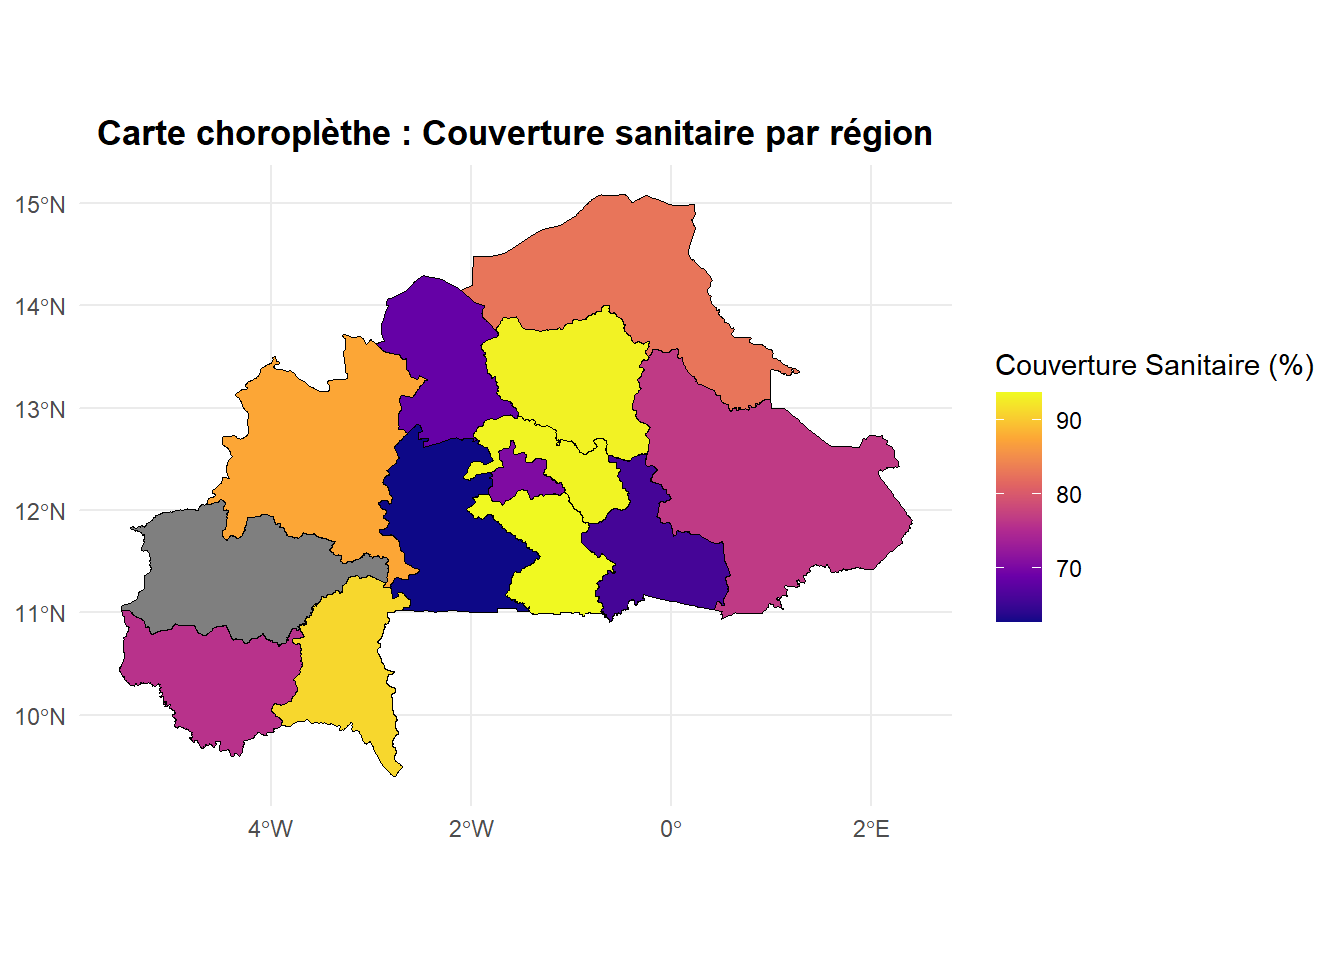 Carte choroplèthe : Couverture sanitaire par région
15°N
14°N
13°N
12°N
11°N
10°N
4°W
2°W
0°
2°E
Couverture Sanitaire (%)
90
80
70